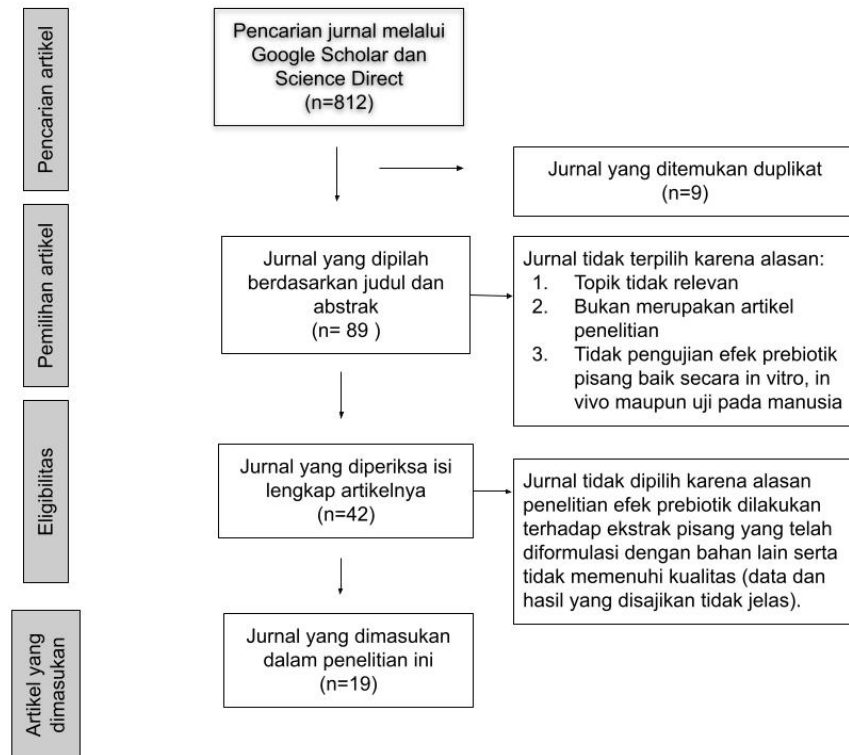 Pencarian artikel
Pencarian jurnal melalui
Google Scholar dan
Science Direct
(n=812)
Jurnal yang ditemukan duplikat
(n=9)
Pemilihan artikel
Jurnal yang dipilah
berdasarkan judul dan
abstrak
(n= 89 )
Jurnal tidak terpilih karena alasan:
1. Topik tidak relevan
2. Bukan merupakan artikel
penelitian
3. Tidak pengujian efek prebiotik
pisang baik secara in vitro, in
vivo maupun uji pada manusia
Eligibilitas
Jurnal yang diperiksa isi
lengkap artikelnya
(n=42)
Jurnal tidak dipilih karena alasan
penelitian efek prebiotik dilakukan
terhadap ekstrak pisang yang telah
diformulasi dengan bahan lain serta
tidak memenuhi kualitas (data dan
hasil yang disajikan tidak jelas).
Artikel yang
dimasukan
Jurnal yang dimasukan
dalam penelitian ini
(n=19)